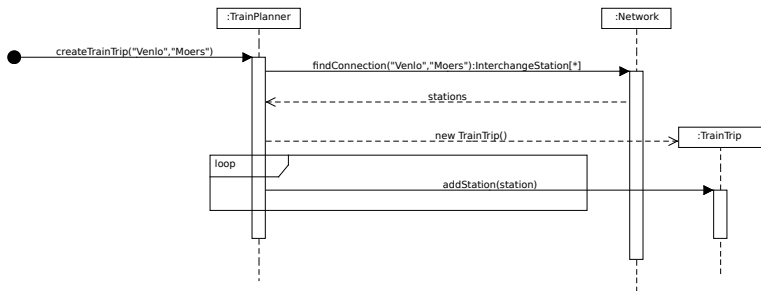 :TrainPlanner
:Network
createTrainTrip("Venlo","Moers")
findConnection("Venlo","Moers):InterchangeStation[*]
stations
new TrainTrip()
:TrainTrip
loop
addStation(station)